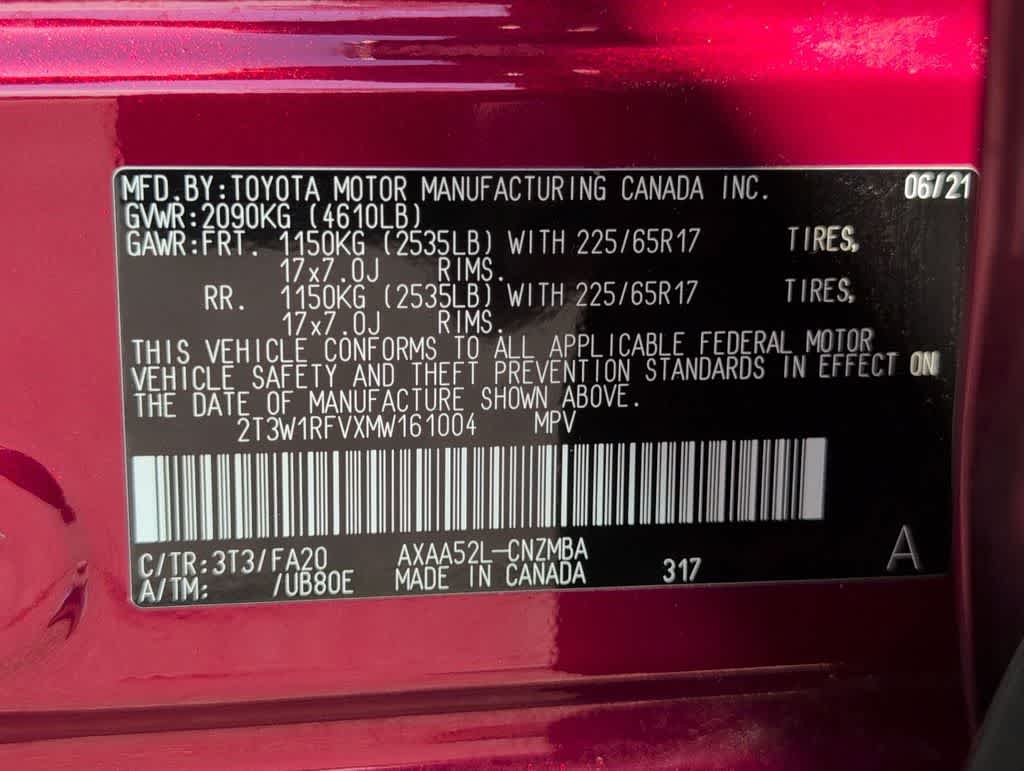 MFD.BY:TOYOTA MOTOR MANUFACTURING CANADA INC. 06/21
GVWR:2090KG (4610LB)
GAWR:FRT. 1150KG (2535LB) WITH 225/65R17 TIRES,
17x7.0J RIMS.
RR. 1150KG (2535LB) WITH 225/65R17 TIRES,
17x7.0J RIMS.
THIS VEHICLE CONFORMS TO ALL APPLICABLE FEDERAL MOTOR
VEHICLE SAFETY AND THEFT PREVENTION STANDARDS IN EFFECT ON
THE DATE OF MANUFACTURE SHOWN ABOVE.
2T3W1RFVXMW161004 MPV
C/TR:3T3/FA20 AXAA52L-CNZMBA
A/TM: /UB80E MADE IN CANADA 317 A